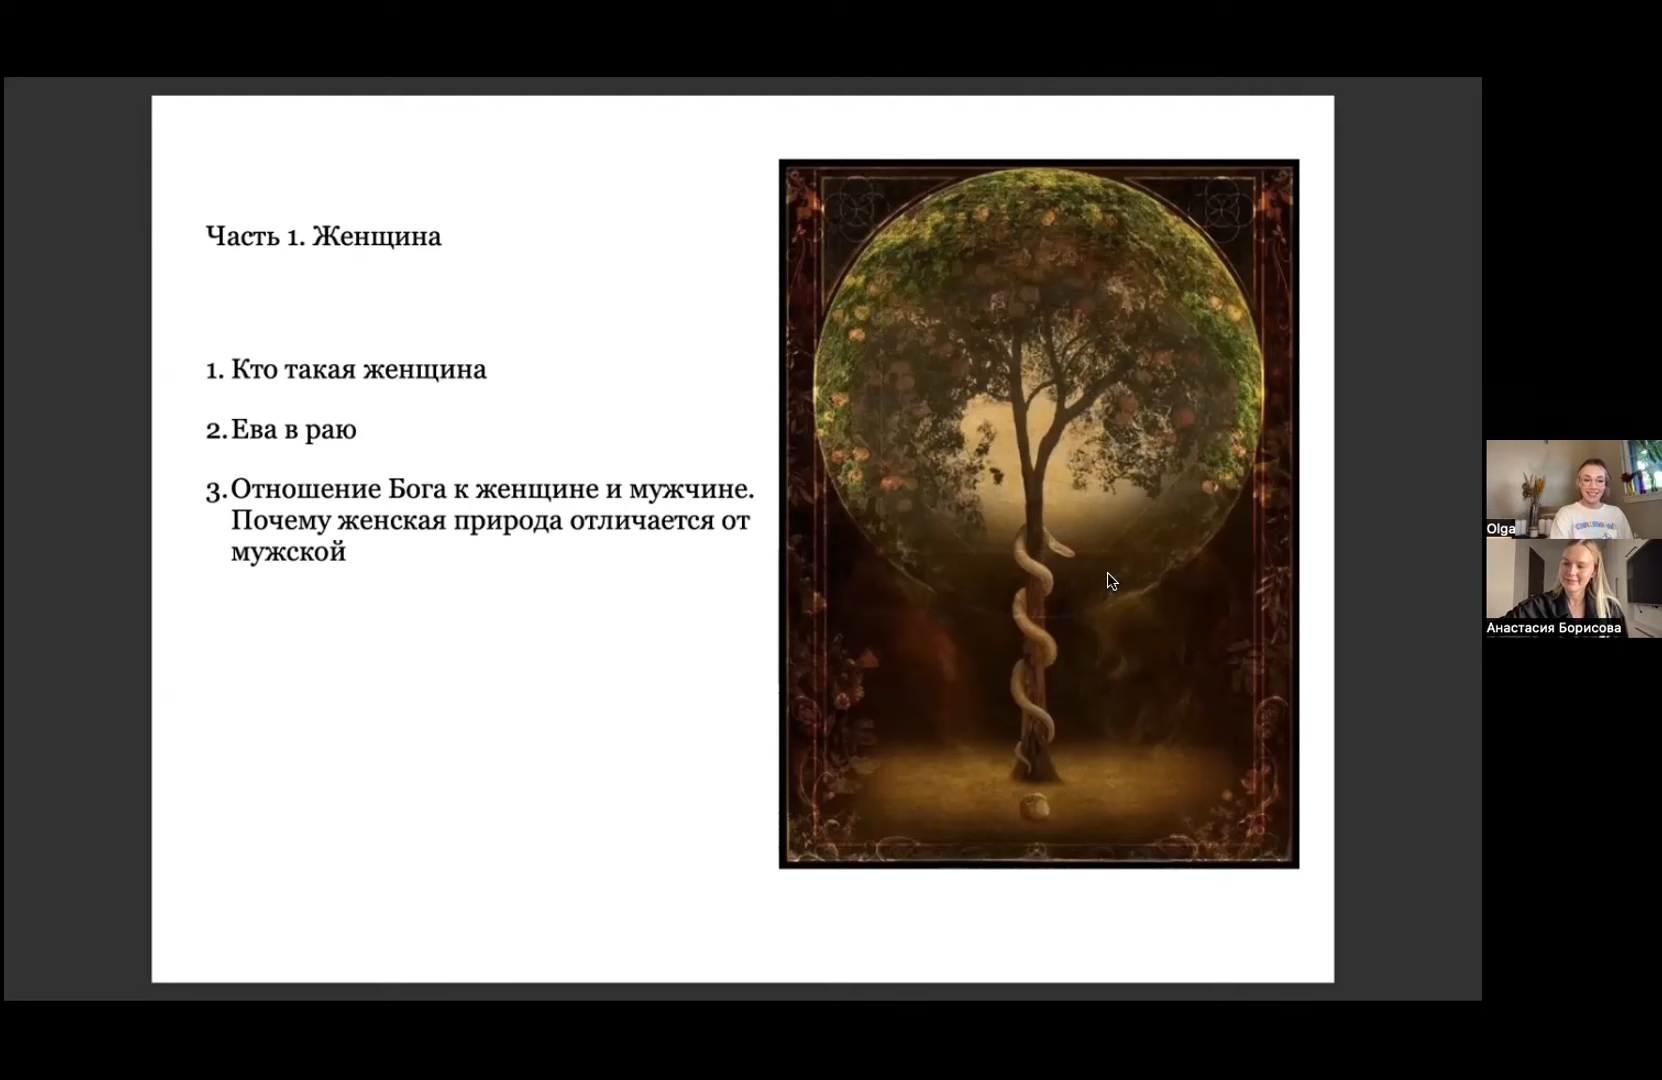 Часть 1. Женщина
1. Кто такая женщина
2. Ева в раю
3. Отношение Бога к женщине и мужчине.
Почему женская природа отличается от
мужской
Olga
Анастасия Борисова